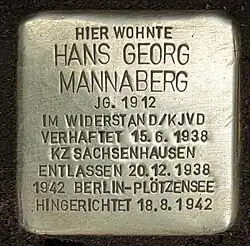 HIER WOHNTE
HANS GEORG
MANNABERG
JG. 1912
IM WIDERSTAND/KJVD
VERHAFTET 15.6.1938
KZ SACHSENHAUSEN
ENTLASSEN 20.12.1938
1942 BERLIN-PLÖTZENSEE
HINGERICHTET 18.8.1942